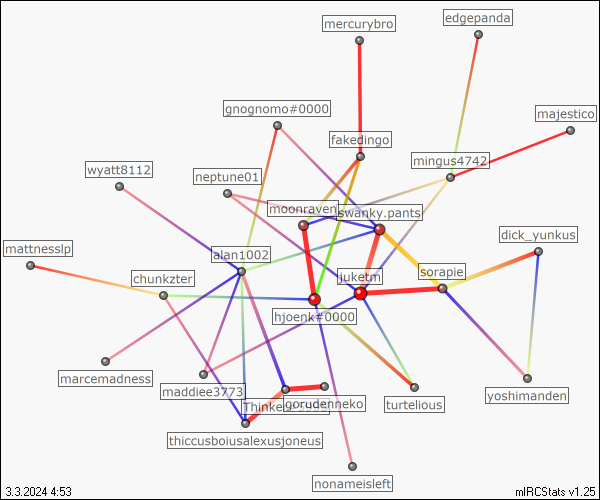 mercurybro
edgepanda
gnognomo#0000
majestico
fakedingo
mingus4742
wyatt8112
neptune01
moonraven
swanky.pants
dick_yunkus
mattnesslp
alan1002
chunkzter
juketm
sorapie
hjoenk#0000
marcemadness
maddiee3773
gorudenneko
turtelious
yoshimanden
thiccusboiusalexusjoneus
nonameisleft
3.3.2024 4:53
mIRCStats v1.25